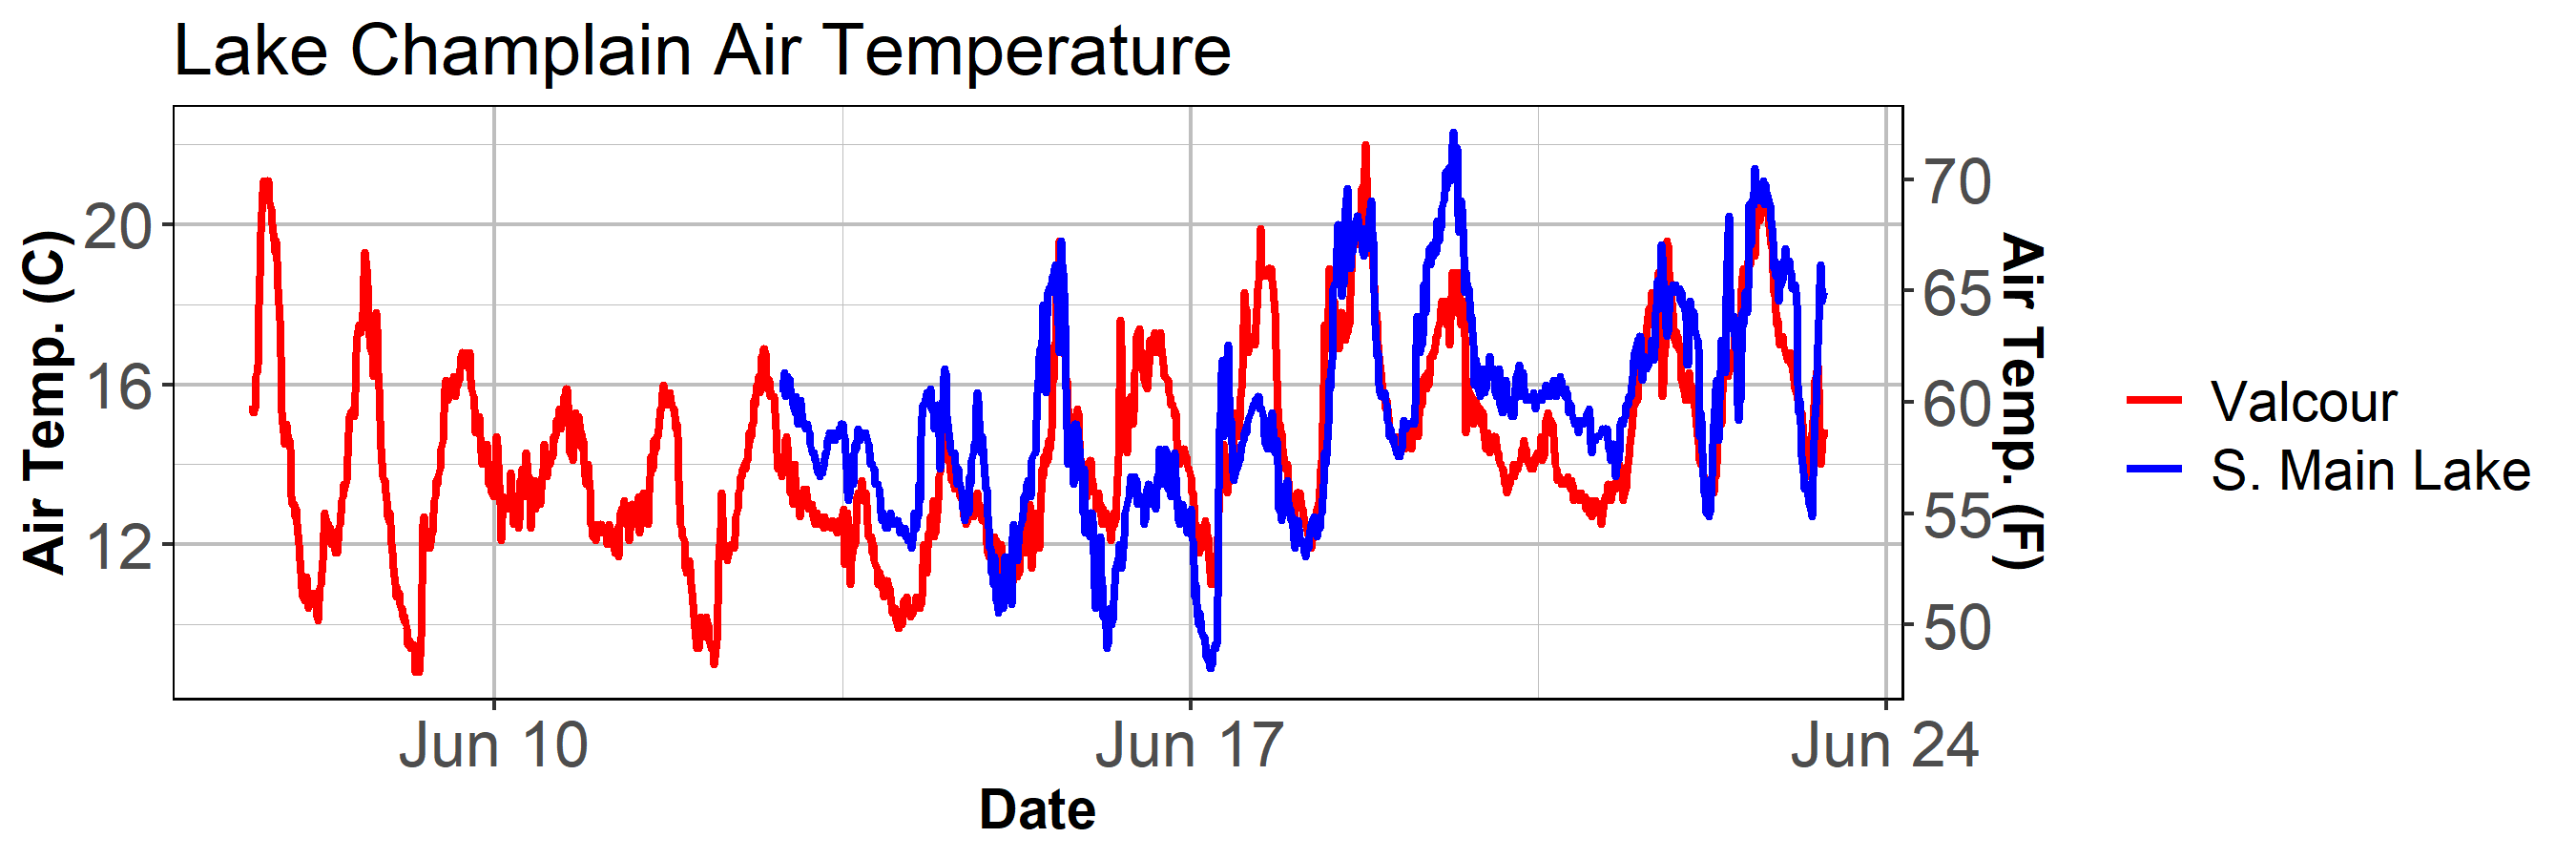 Lake Champlain Air Temperature
Air Temp. (C)
20
16
12
70
65
60
55
50
Air Temp. (F)
Jun 10
Jun 17
Jun 24
Date
Valcour
S. Main Lake